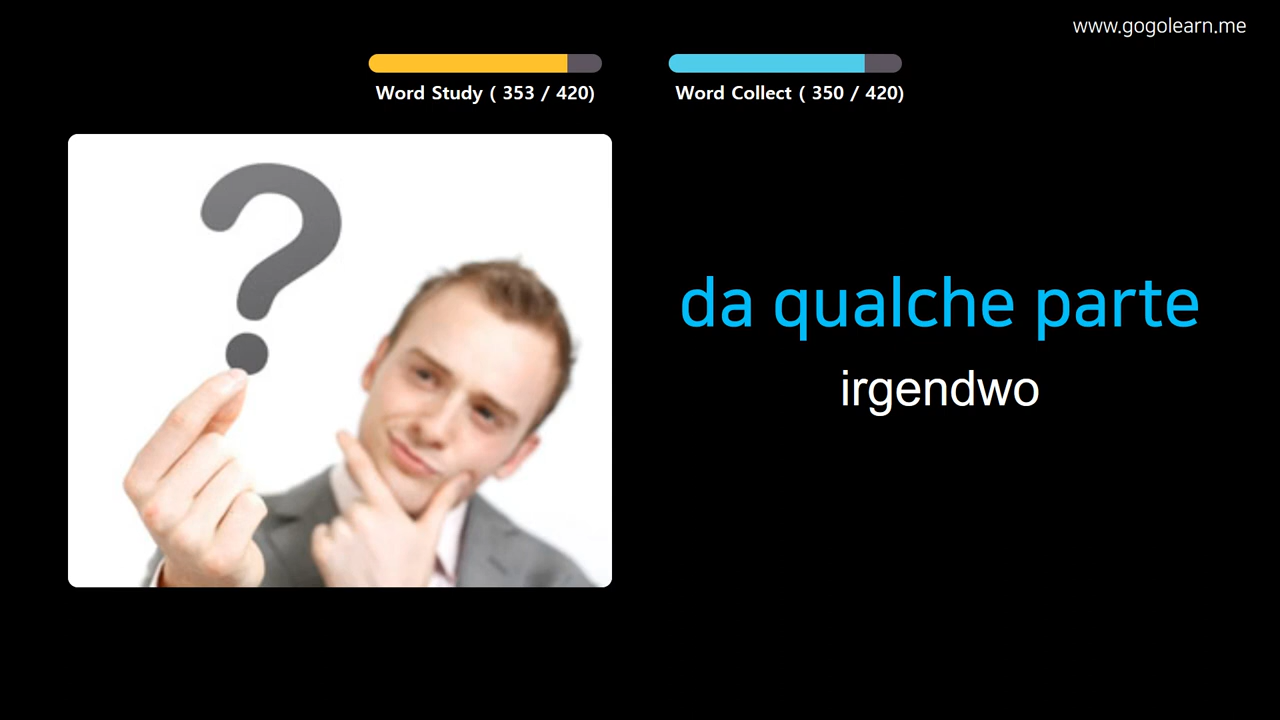 www.gogolearn.me
Word Study ( 353 / 420)
Word Collect ( 350 / 420)
?
da qualche parte
irgendwo